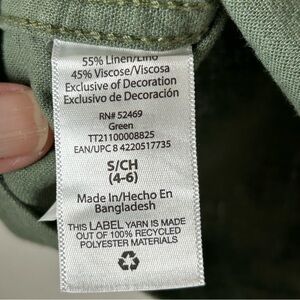 55% Linen/Lino
45% Viscose/Viscosa
Exclusive of Decoration
Exclusivo de Decoración
RN# 52469
Green
TT21100008825
EAN/UPC 8 4220517735
S/CH
(4-6)
Made in/Hecho En
Bangladesh
THIS LABEL YARN IS MADE
OUT OF 100% RECYCLED
POLYESTER MATERIALS